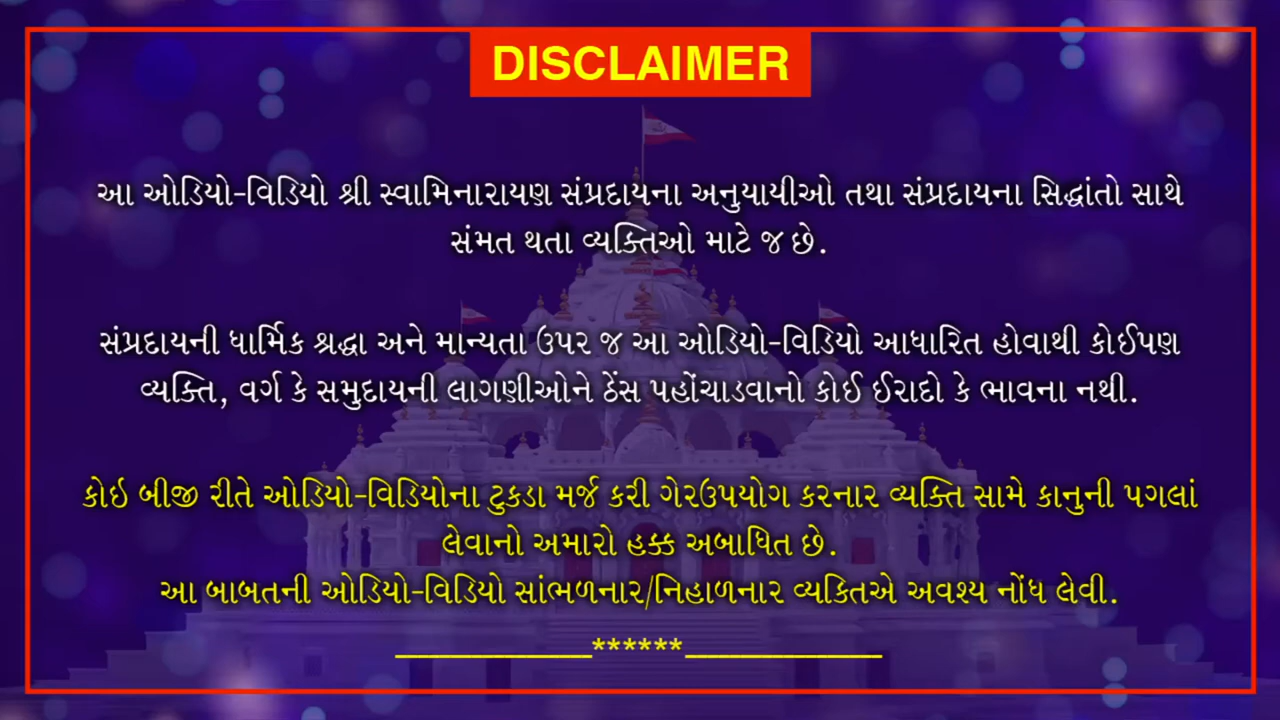 DISCLAIMER
આ ઓડિયો-વિડિયો શ્રી સ્વામિનારાયણ સંપ્રદાયના અનુયાયીઓ તથા સંપ્રદાયના સિદ્ધાંતો સાથે
સંમત થતા વ્યક્તિઓ માટે જ છે.
સંપ્રદાયની ધાર્મિક શ્રદ્ધા અને માન્યતા ઉપર જ આ ઓડિયો-વિડિયો આધારિત હોવાથી કોઈપણ
વ્યક્તિ, વર્ગ કે સમુદાયની લાગણીઓને ઠેંસ પહોંચાડવાનો કોઈ ઈરાદો કે ભાવના નથી.
કોઇ બીજી રીતે ઓડિયો-વિડિયોના ટુકડા મર્જ કરી ગેરઉપયોગ કરનાર વ્યક્તિ સામે કાનુની પગલાં
લેવાનો અમારો હક્ક અબાધિત છે.
આ બાબતની ઓડિયો-વિડિયો સાંભળનાર/નિહાળનાર વ્યકિતએ અવશ્ય નોંધ લેવી.
______________******______________